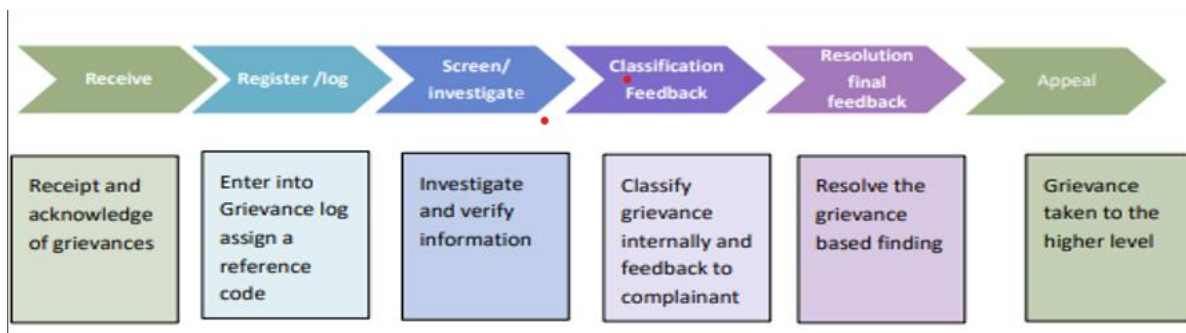 Receive
Register /log
Screen/
investigate
Classification
Feedback
Resolution
final
feedback
Appeal
Receipt and
acknowledge
of grievances
Enter into
Grievance log
assign a
reference
code
Investigate
and verify
information
Classify
grievance
internally and
feedback to
complainant
Resolve the
grievance
based finding
Grievance
taken to the
higher level